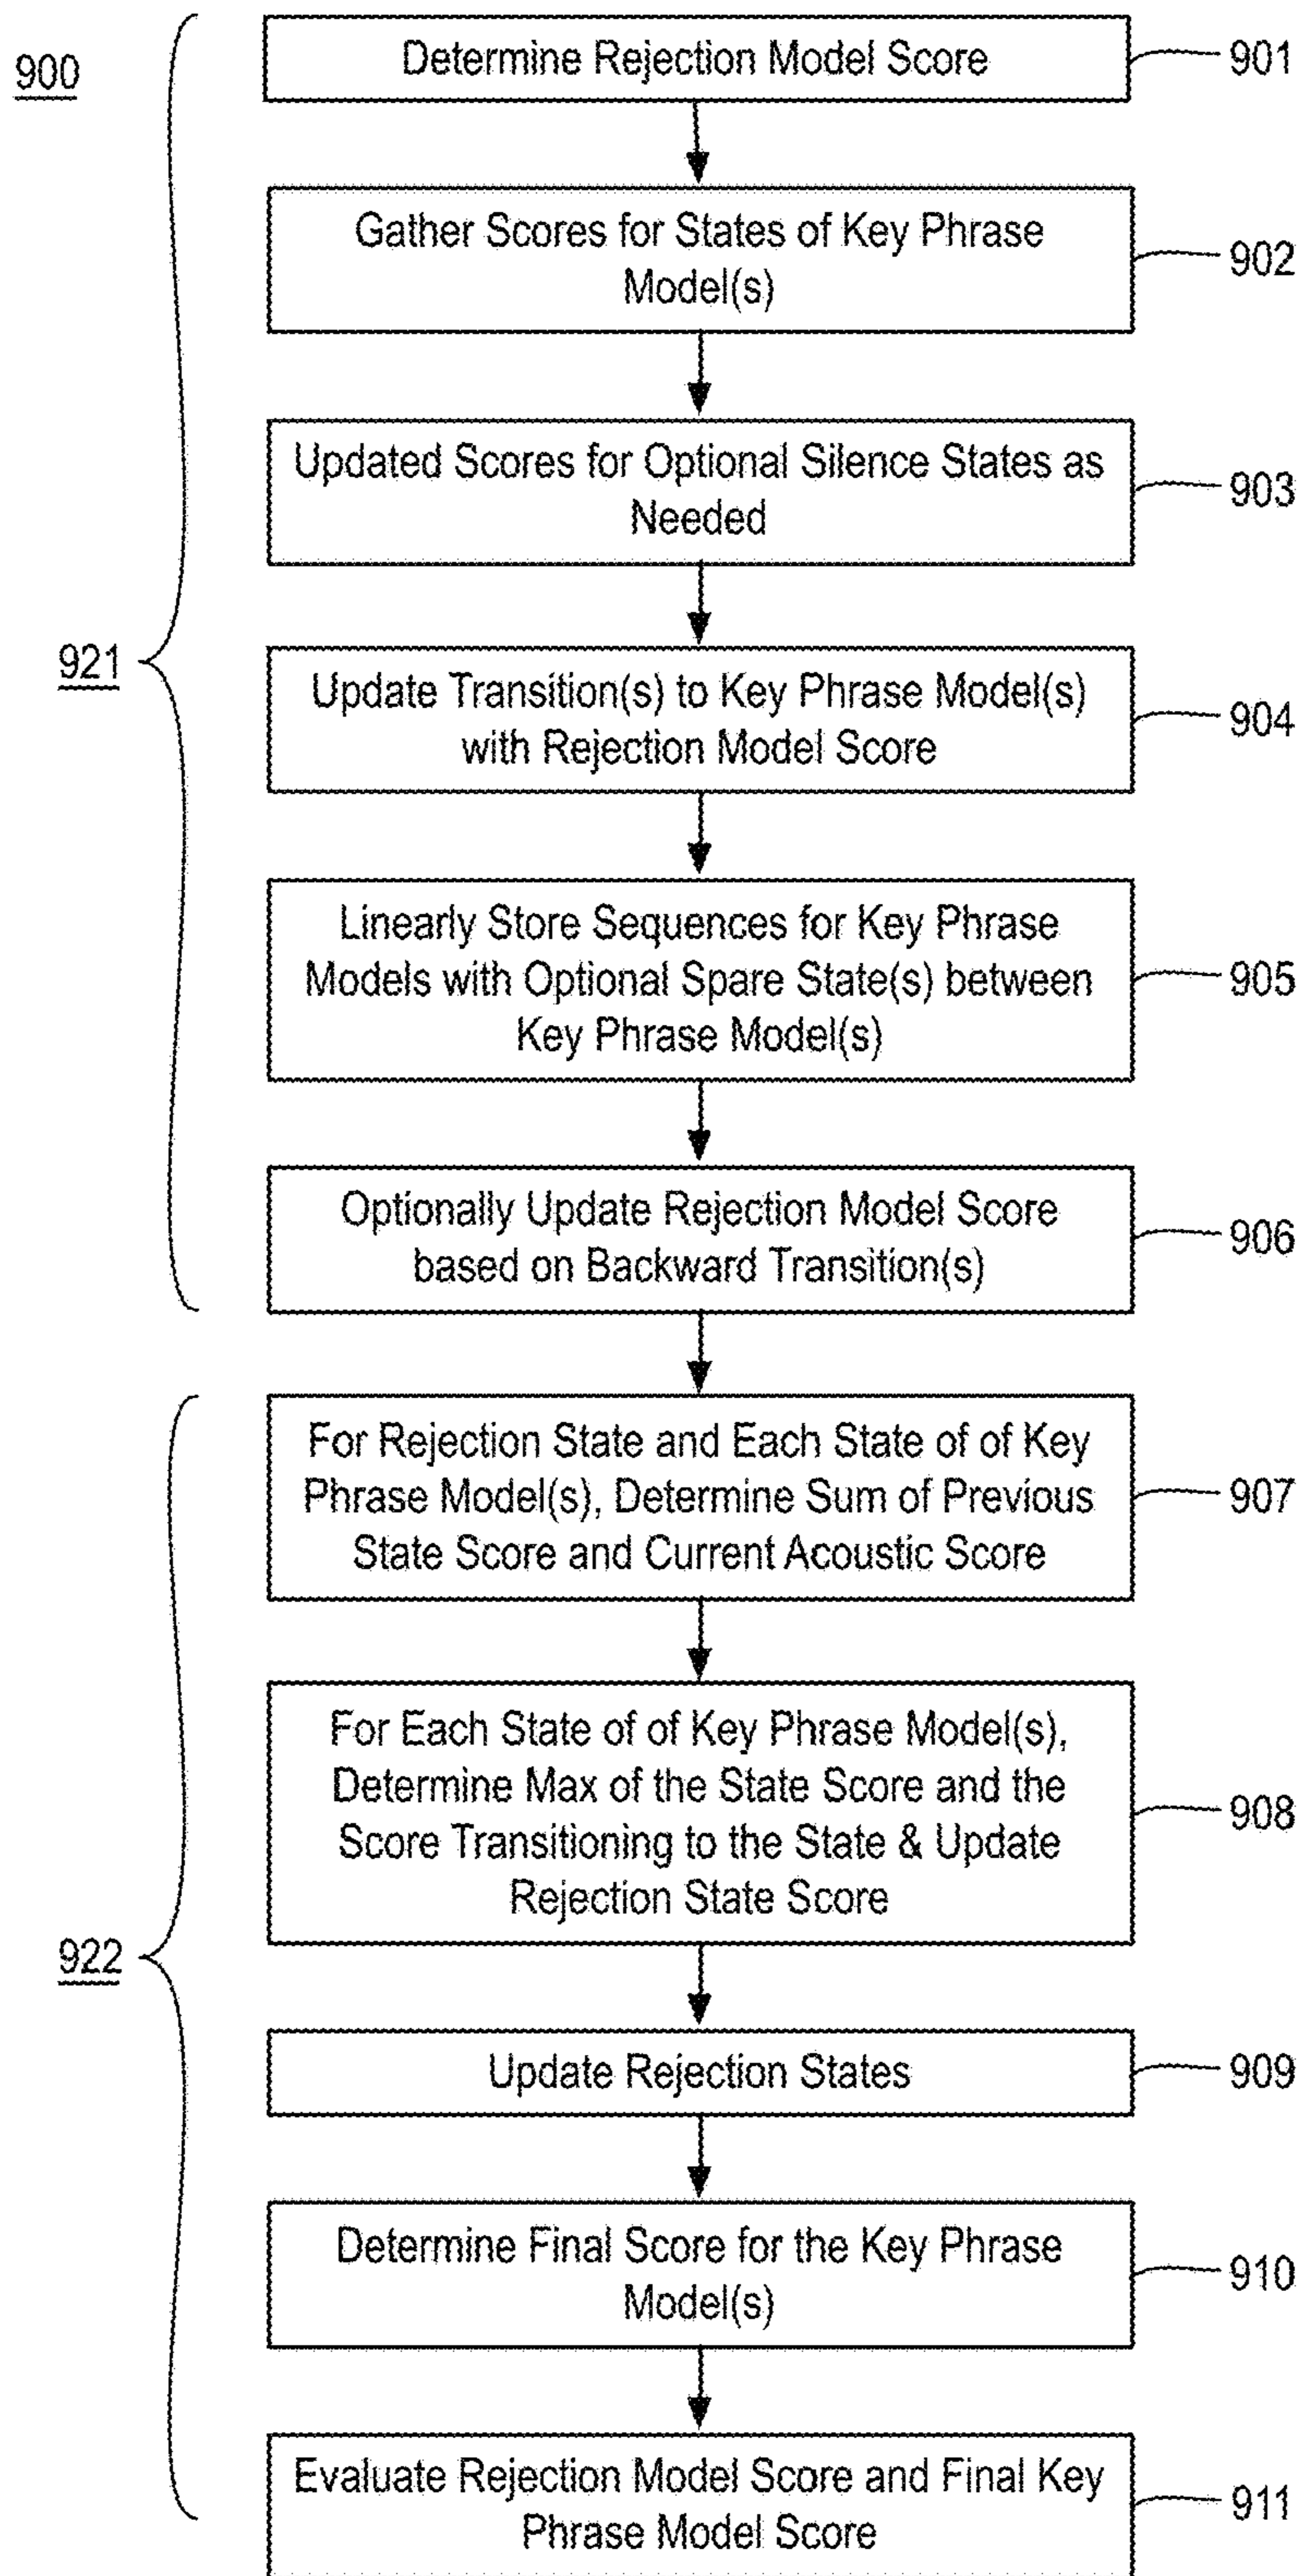 900
Determine Rejection Model Score
901
Gather Scores for States of Key Phrase
Model(s)
902
Updated Scores for Optional Silence States as
Needed
903
921
Update Transition(s) to Key Phrase Model(s)
with Rejection Model Score
904
Linearly Store Sequences for Key Phrase
Models with Optional Spare State(s) between
Key Phrase Model(s)
905
Optionally Update Rejection Model Score
based on Backward Transition(s)
906
For Rejection State and Each State of of Key
Phrase Model(s), Determine Sum of Previous
State Score and Current Acoustic Score
907
For Each State of of Key Phrase Model(s),
Determine Max of the State Score and the
Score Transitioning to the State & Update
Rejection State Score
908
922
Update Rejection States
909
Determine Final Score for the Key Phrase
Model(s)
910
Evaluate Rejection Model Score and Final Key
Phrase Model Score
911